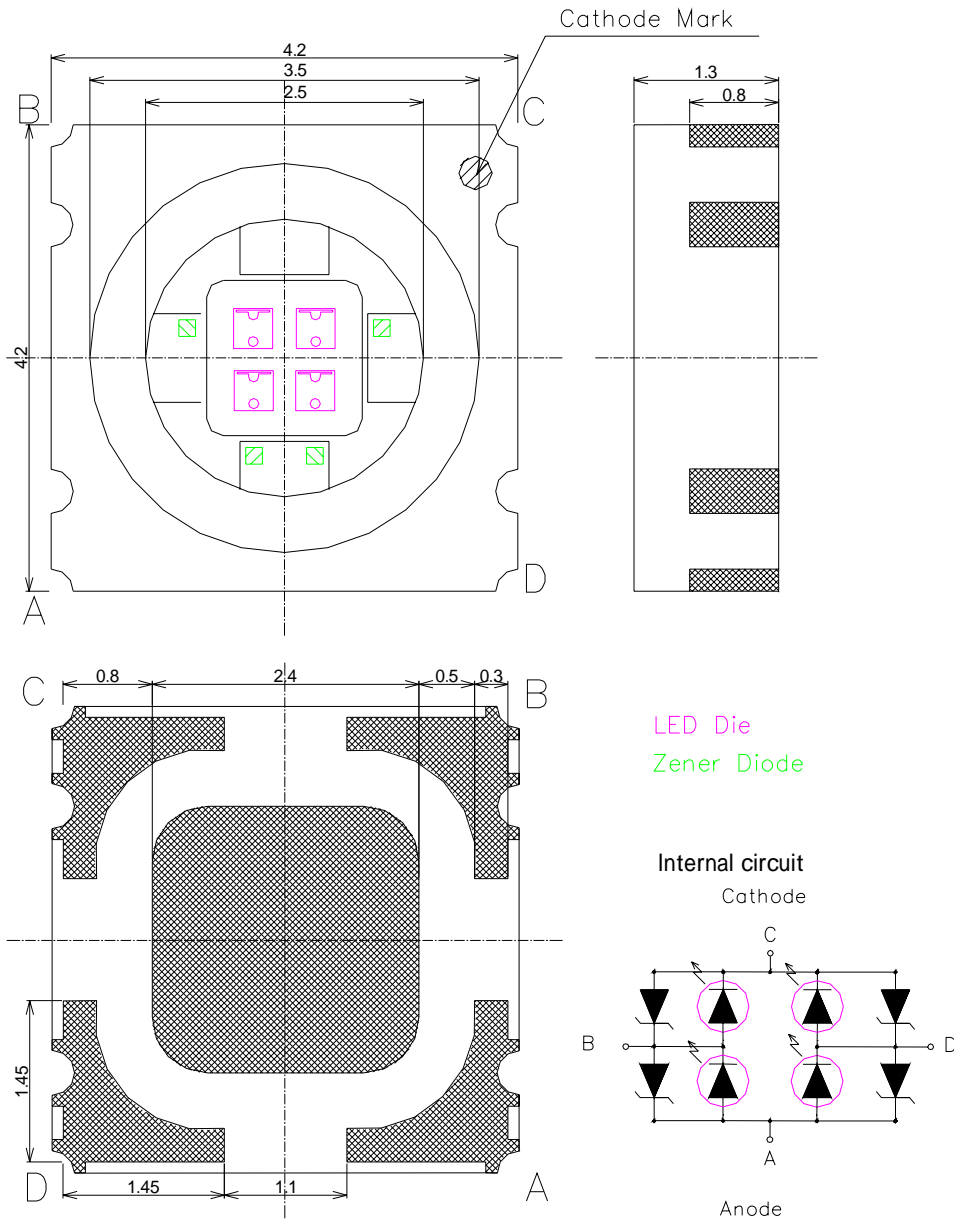 Cathode Mark
4.2
3.5
2.5
1.3
0.8
B
C
4.2
A
D
0.8
2.4
0.5
0.3
C
B
LED Die
Zener Diode
Internal circuit
Cathode
C
B
D
A
Anode
1.45
D
1.45
1.1
A